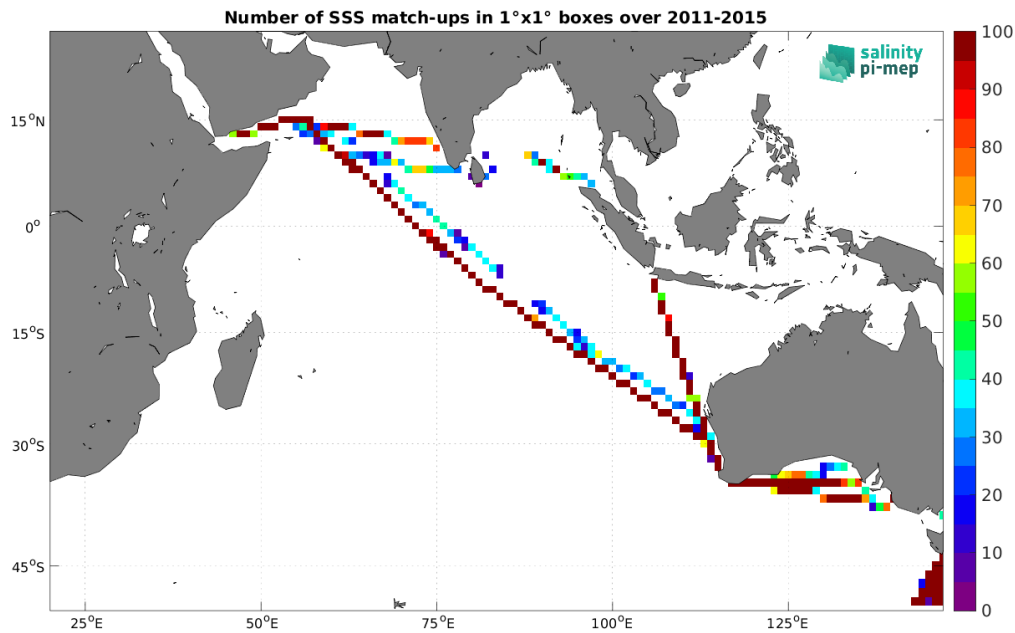 Number of SSS match-ups in 1°x1° boxes over 2011-2015
salinity
pi-mep
100
90
80
70
60
50
40
30
20
10
0
15°N
0°
15°S
30°S
45°S
25°E
50°E
75°E
100°E
125°E